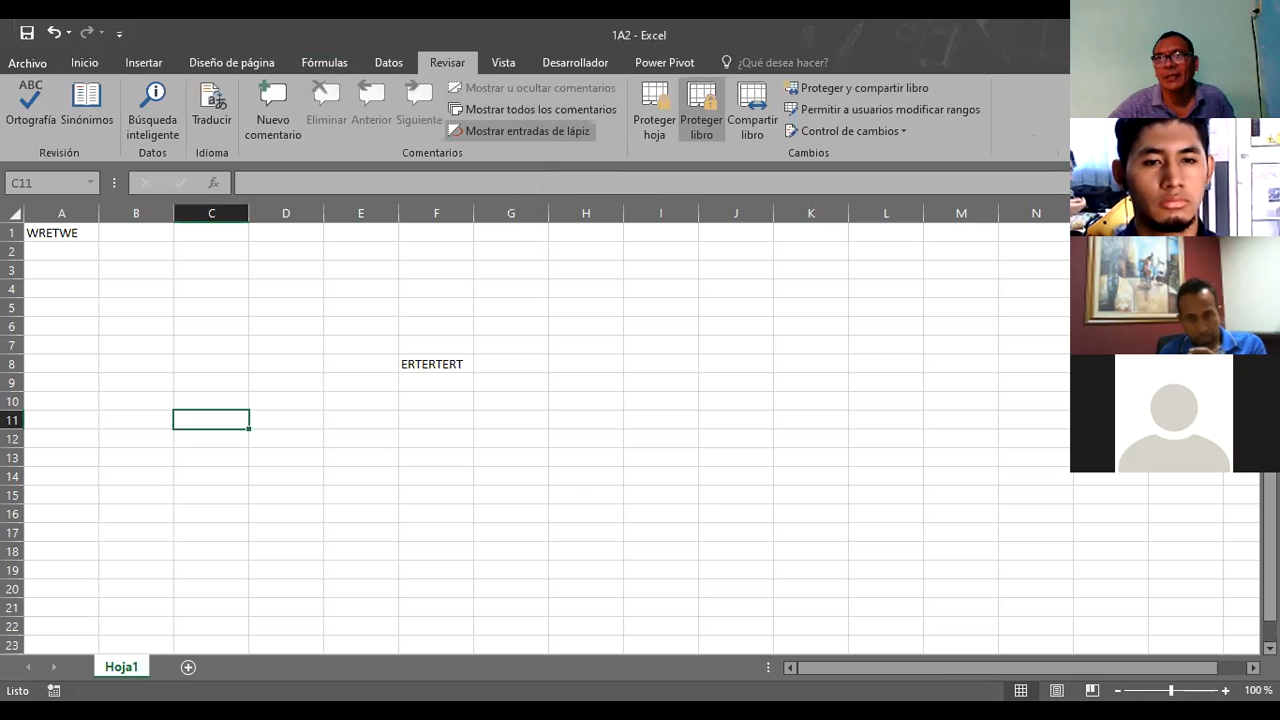 1A2 - Excel
Archivo Inicio Insertar Diseño de página Fórmulas Datos Revisar Vista Desarrollador Power Pivot ¿Qué desea hacer?
ABC
Ortografía Sinónimos
Búsqueda inteligente
Traducir
Nuevo comentario
Eliminar Anterior Siguiente
Mostrar u ocultar comentarios
Mostrar todos los comentarios
Mostrar entradas de lápiz
Proteger hoja
Proteger libro
Compartir libro
Proteger y compartir libro
Permitir a usuarios modificar rangos
Control de cambios
Revisión Datos Idioma Comentarios Cambios
C11 fx
A B C D E F G H I J K L M N
1 WRETWE
2
3
4
5
6
7
8 ERTERTERT
9
10
11
12
13
14
15
16
17
18
19
20
21
22
23
Hoja1
Listo 100 %